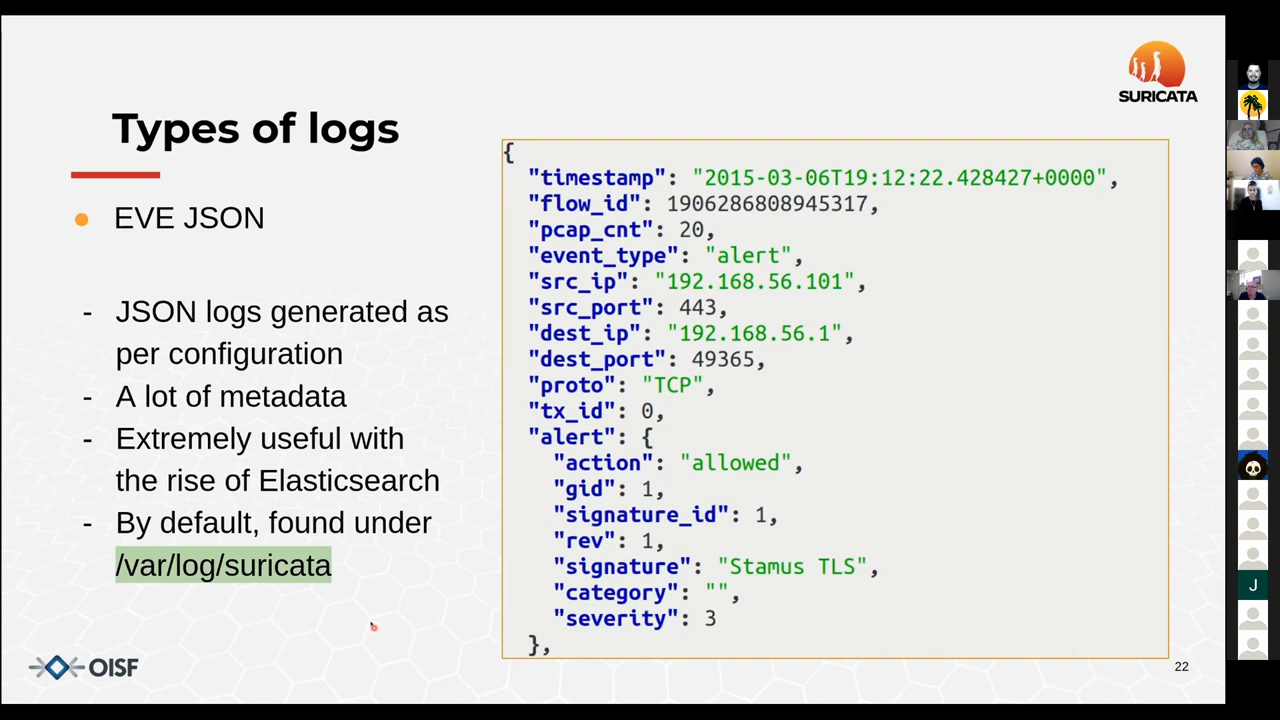 SURICATA
Types of logs
EVE JSON
- JSON logs generated as
per configuration
- A lot of metadata
- Extremely useful with
the rise of Elasticsearch
- By default, found under
/var/log/suricata
{
"timestamp": "2015-03-06T19:12:22.428427+0000",
"flow_id": 1906286808945317,
"pcap_cnt": 20,
"event_type": "alert",
"src_ip": "192.168.56.101",
"src_port": 443,
"dest_ip": "192.168.56.1",
"dest_port": 49365,
"proto": "TCP",
"tx_id": 0,
"alert": {
"action": "allowed",
"gid": 1,
"signature_id": 1,
"rev": 1,
"signature": "Stamus TLS",
"category": "",
"severity": 3
},
OISF
22
J